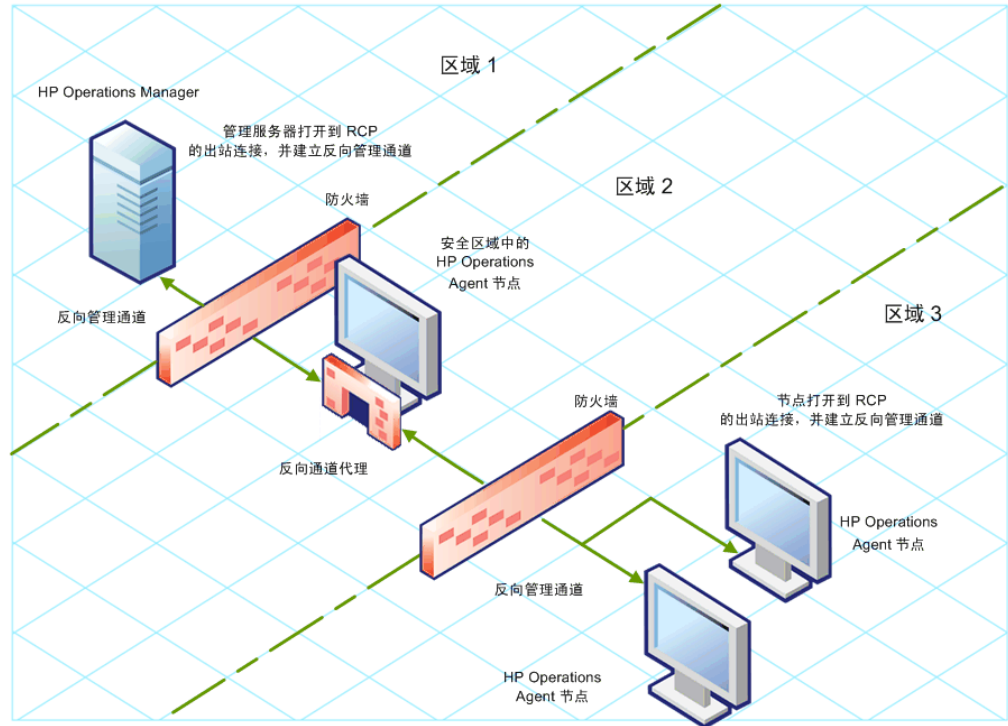 区域 1
HP Operations Manager
管理服务器打开到 RCP
的出站连接，并建立反向管理通道
区域 2
防火墙
安全区域中的
HP Operations
Agent 节点
区域 3
反向管理通道
防火墙
节点打开到 RCP
的出站连接，并建立反向管理通道
反向通道代理
HP Operations
Agent 节点
反向管理通道
HP Operations
Agent 节点